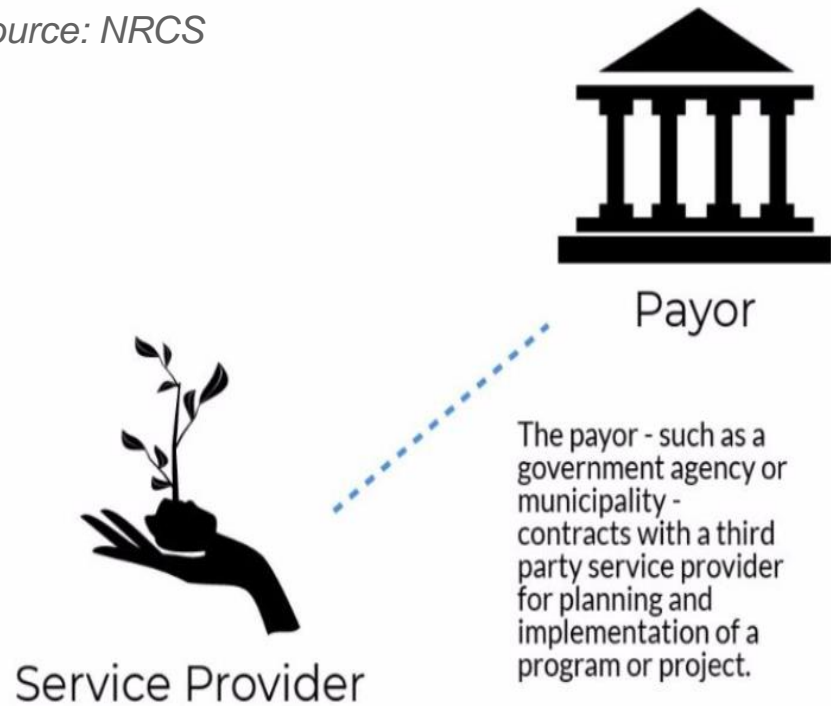 ource: NRCS
Payor
The payor - such as a
government agency or
municipality -
contracts with a third
party service provider
for planning and
implementation of a
program or project.
Service Provider